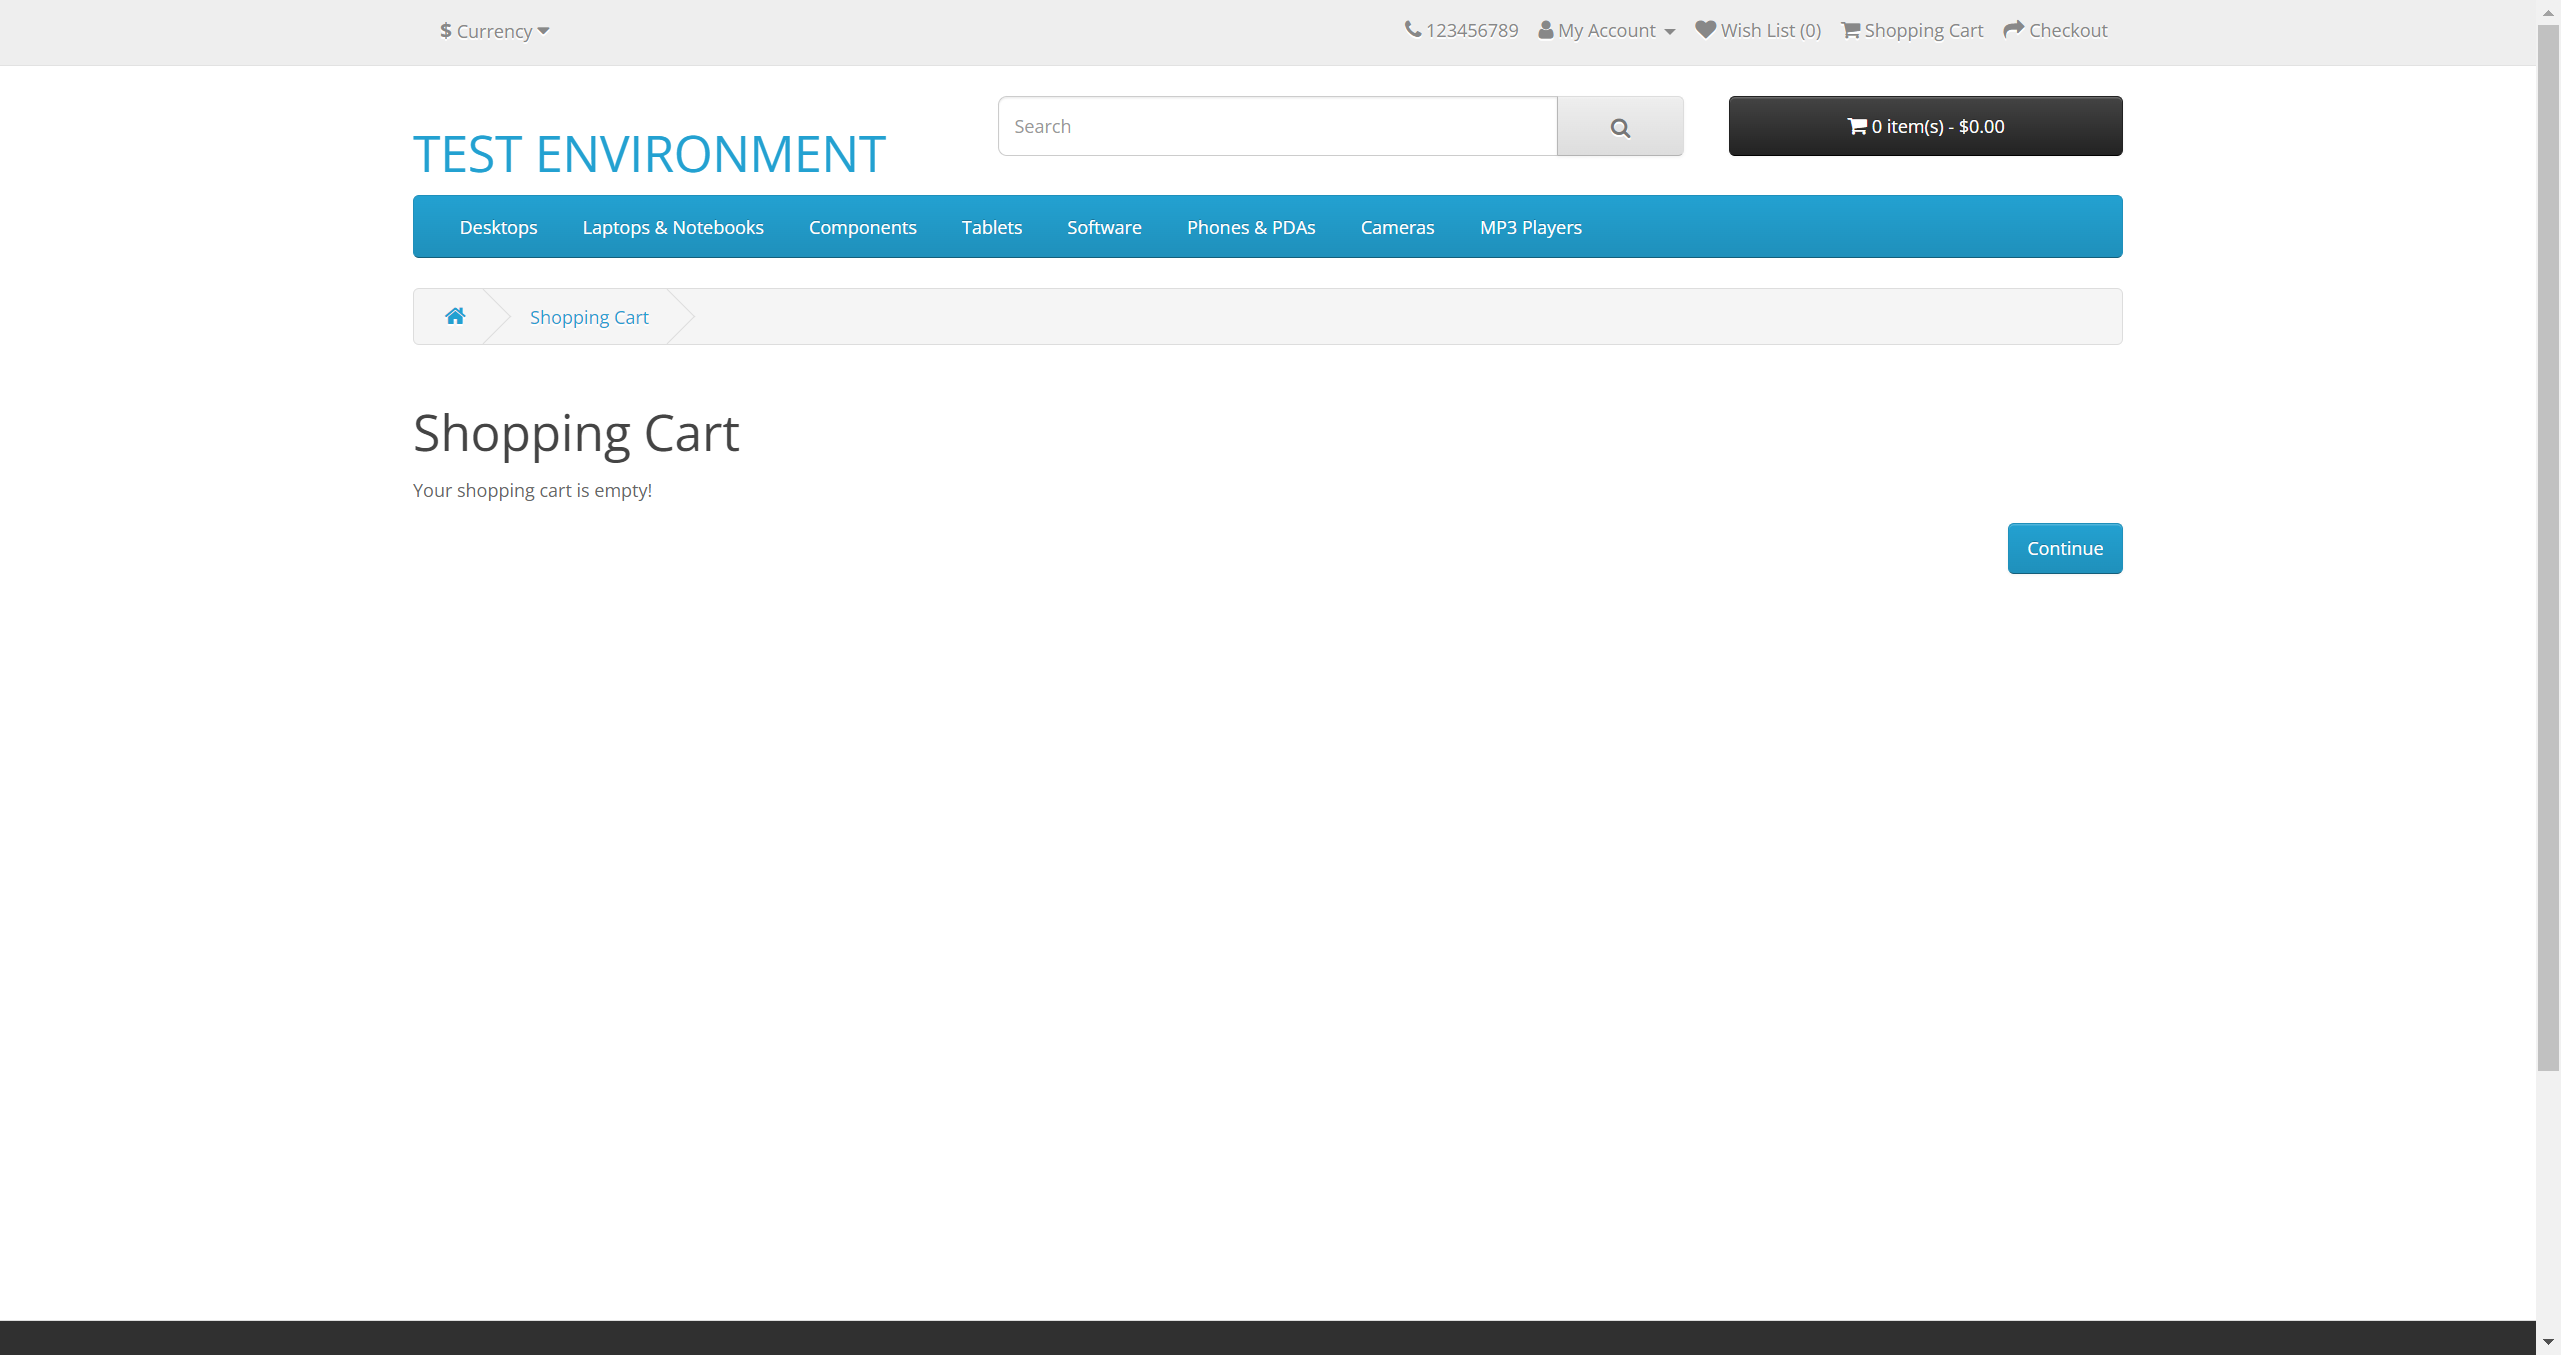 $ Currency
123456789 My Account Wish List (0) Shopping Cart Checkout
TEST ENVIRONMENT
Search
0 item(s) - $0.00
Desktops Laptops & Notebooks Components Tablets Software Phones & PDAs Cameras MP3 Players
Shopping Cart
Shopping Cart
Your shopping cart is empty!
Continue